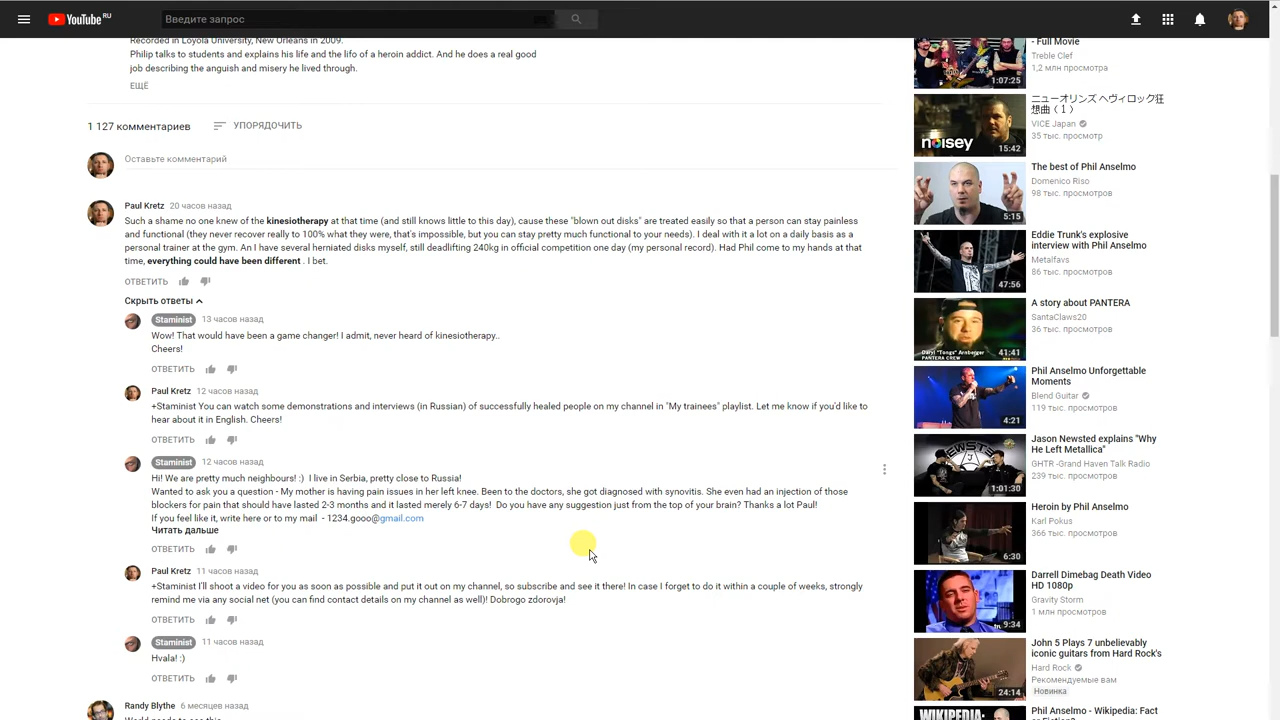 YouTube RU
Введите запрос
Recorded in Loyola University, New Orleans in 2009.
Philip talks to students and explains his life and the lifo of a heroin addict. And he does a real good
job describing the anguish and misery he lived through.
ЕЩЁ
1 127 комментариев
УПОРЯДОЧИТЬ
Оставьте комментарий
Paul Kretz 20 часов назад
Such a shame no one knew of the kinesiotherapy at that time (and still knows little to this day), cause these "blown out disks" are treated easily so that a person can stay painless
and functional (they never recover really to 100% what they were, that's impossible, but you can stay pretty much functional to your needs). I deal with it a lot on a daily basis as a
personal trainer at the gym. An I have several herniated disks myself, still deadlifting 240kg in official competition one day (my personal record). Had Phil come to my hands at that
time, everything could have been different . I bet.
ОТВЕТИТЬ
Скрыть ответы
Staminist 13 часов назад
Wow! That would have been a game changer! I admit, never heard of kinesiotherapy..
Cheers!
ОТВЕТИТЬ
Paul Kretz 12 часов назад
+Staminist You can watch some demonstrations and interviews (in Russian) of successfully healed people on my channel in "My trainees" playlist. Let me know if you'd like to
hear about it in English. Cheers!
ОТВЕТИТЬ
Staminist 12 часов назад
Hi! We are pretty much neighbours! :) I live in Serbia, pretty close to Russia!
Wanted to ask you a question - My mother is having pain issues in her left knee. Been to the doctors, she got diagnosed with synovitis. She even had an injection of those
blockers for pain that should have lasted 2-3 months and it lasted merely 6-7 days! Do you have any suggestion just from the top of your brain? Thanks a lot Paul!
If you feel like it, write here or to my mail - 1234.gooo@gmail.com
Читать дальше
ОТВЕТИТЬ
Paul Kretz 11 часов назад
+Staminist I'll shoot a video for you as soon as possible and put it out on my channel, so subscribe and see it there! In case I forget to do it within a couple of weeks, strongly
remind me via any social net (you can find contact details on my channel as well)! Dobrogo zdorovja!
ОТВЕТИТЬ
Staminist 11 часов назад
Hvala! :)
ОТВЕТИТЬ
Randy Blythe 6 месяцев назад
World needs to see this
- Full Movie
Treble Clef
1,2 млн просмотра
1:07:25
ニューオリンズ ヘヴィロック狂
想曲（１）
VICE Japan
35 тыс. просмотр
noisey
15:42
The best of Phil Anselmo
Domenico Riso
98 тыс. просмотров
5:15
Eddie Trunk's explosive
interview with Phil Anselmo
Metalfavs
86 тыс. просмотров
47:56
A story about PANTERA
SantaClaws20
36 тыс. просмотров
Daryl "Tongs" Arnberger
PANTERA CREW
41:41
Phil Anselmo Unforgettable
Moments
Blend Guitar
119 тыс. просмотров
4:21
Jason Newsted explains "Why
He Left Metallica"
GHTR -Grand Haven Talk Radio
239 тыс. просмотров
1:01:30
Heroin by Phil Anselmo
Karl Pokus
366 тыс. просмотров
6:30
Darrell Dimebag Death Video
HD 1080p
Gravity Storm
1 млн просмотров
9:34
John 5 Plays 7 unbelievably
iconic guitars from Hard Rock's
Hard Rock
Рекомендуемые вам
Новинка
24:14
Phil Anselmo - Wikipedia: Fact
WIKIPEDIA: